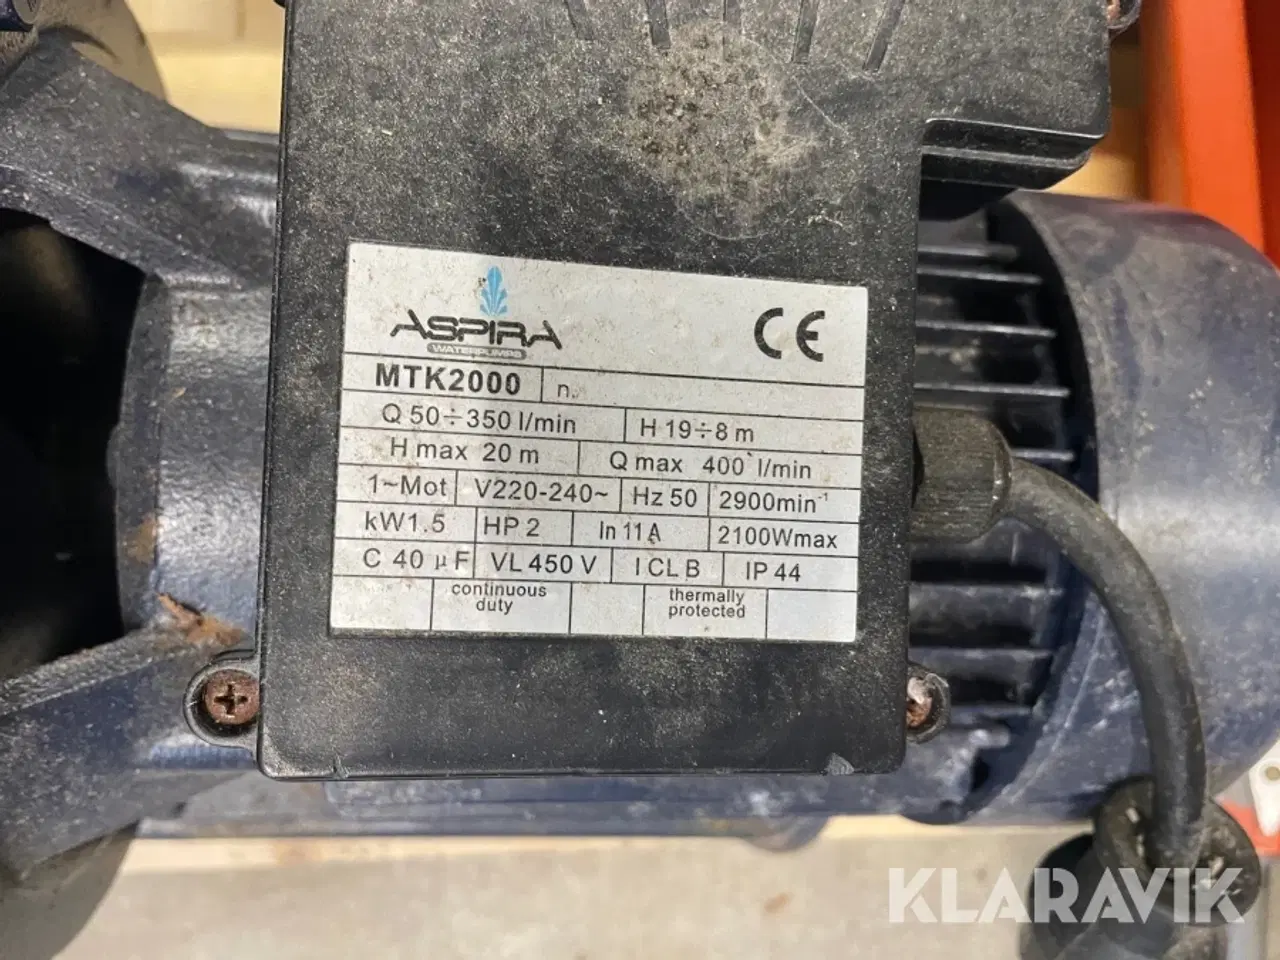 ASPIRA
WATERPUMPS
CE
MTK2000 n.
Q 50÷350 l/min H 19÷8 m
H max 20 m Q max 400 l/min
1~Mot V220-240~ Hz 50 2900min⁻¹
kW1.5 HP 2 In 11 A 2100Wmax
C 40 µF VL 450 V I CL B IP 44
continuous duty thermally protected
KLARAVIK